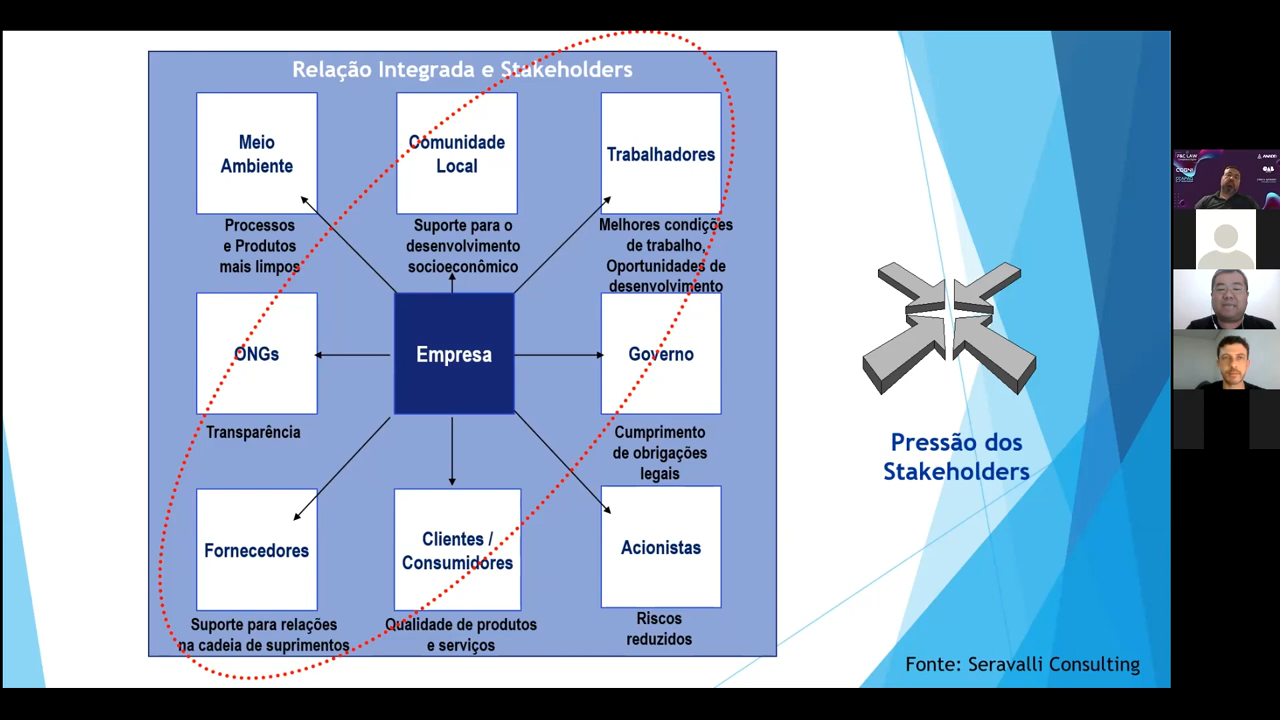 Relação Integrada e Stakeholders
Meio
Ambiente
Comunidade
Local
Trabalhadores
Processos
e Produtos
mais limpos
Suporte para o
desenvolvimento
socioeconômico
Melhores condições
de trabalho,
Oportunidades de
desenvolvimento
ONGs
Empresa
Governo
Transparência
Cumprimento
de obrigações
legais
Fornecedores
Clientes /
Consumidores
Acionistas
Suporte para relações
na cadeia de suprimentos
Qualidade de produtos
e serviços
Riscos
reduzidos
Pressão dos
Stakeholders
Fonte: Seravalli Consulting
P&C LAW
OAB